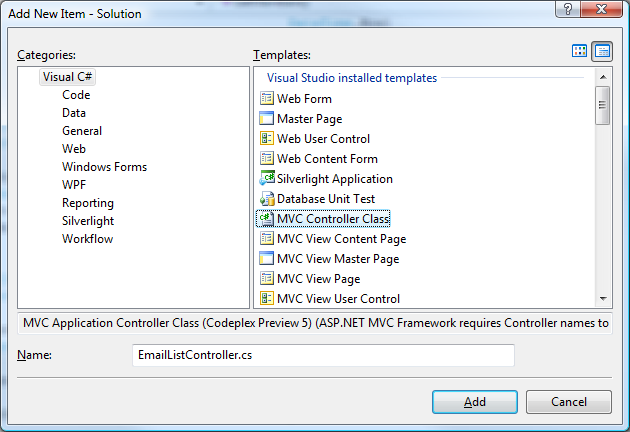 Add New Item - Solution
Categories:
Templates:
Visual C#
Code
Data
General
Web
Windows Forms
WPF
Reporting
Silverlight
Workflow
Visual Studio installed templates
Web Form
Master Page
Web User Control
Web Content Form
Silverlight Application
Database Unit Test
MVC Controller Class
MVC View Content Page
MVC View Master Page
MVC View Page
MVC View User Control
MVC Application Controller Class (Codeplex Preview 5) (ASP.NET MVC Framework requires Controller names to
Name:
EmailListController.cs
Add
Cancel